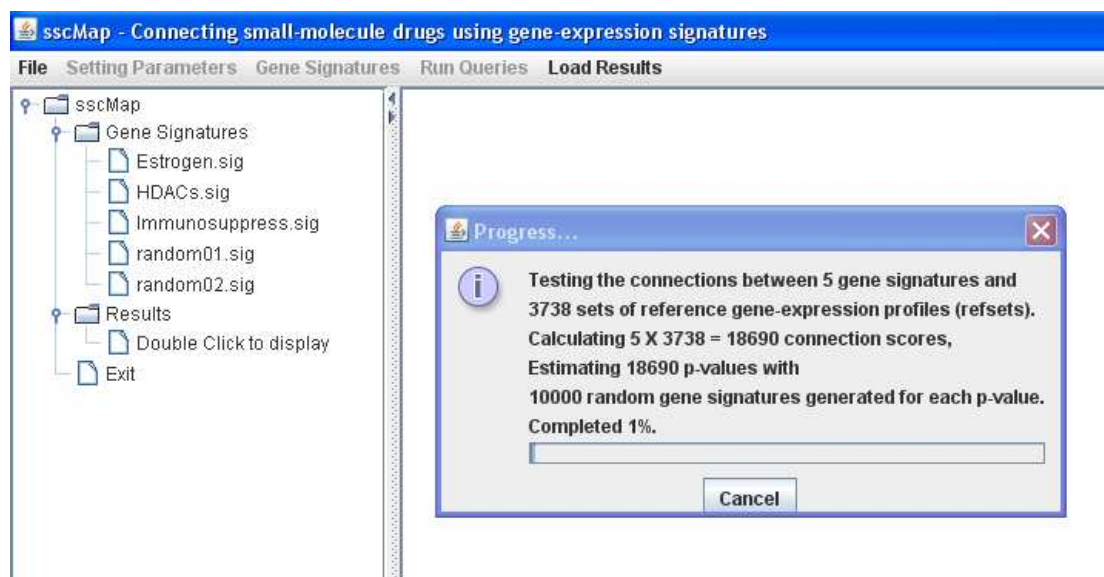 sscMap - Connecting small-molecule drugs using gene-expression signatures
File Setting Parameters Gene Signatures Run Queries Load Results
sscMap
Gene Signatures
Estrogen.sig
HDACs.sig
Immunosuppress.sig
random01.sig
random02.sig
Results
Double Click to display
Exit
Progress...
Testing the connections between 5 gene signatures and
3738 sets of reference gene-expression profiles (refsets).
Calculating 5 X 3738 = 18690 connection scores,
Estimating 18690 p-values with
10000 random gene signatures generated for each p-value.
Completed 1%.
Cancel